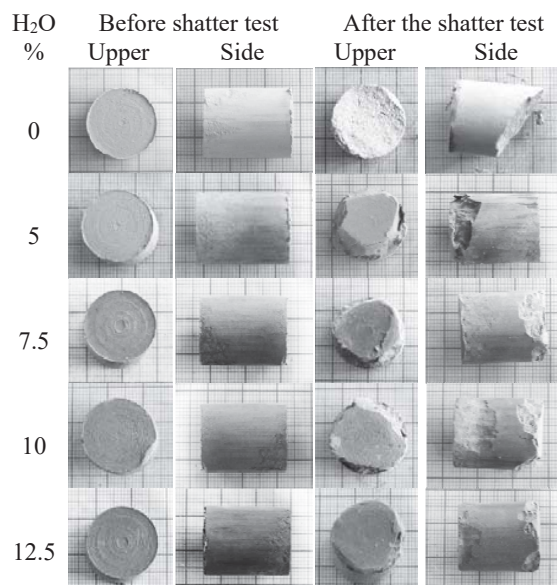 H₂O Before shatter test After the shatter test
% Upper Side Upper Side
0
5
7.5
10
12.5